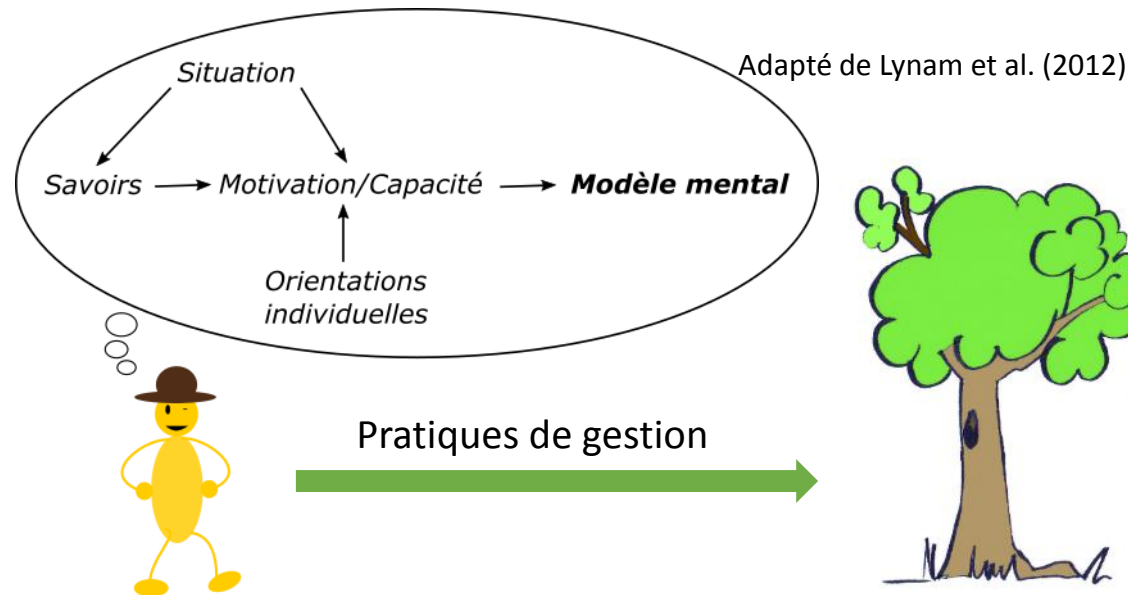 Situation
Adapté de Lynam et al. (2012)
Savoirs Motivation/Capacité Modèle mental
Orientations
individuelles
Pratiques de gestion